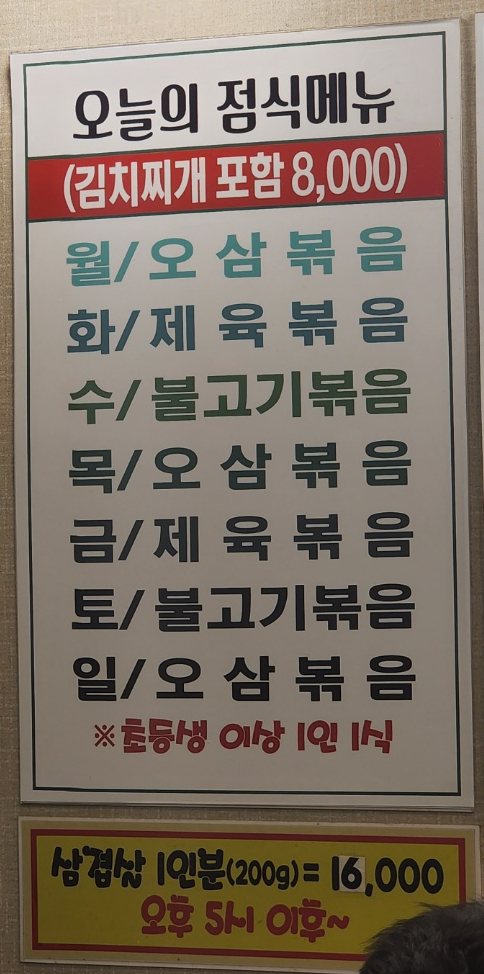 오늘의 점식메뉴
(김치찌개 포함 8,000)
월/오 삼 볶 음
화/제 육 볶 음
수/불고기볶음
목/오 삼 볶 음
금/제 육 볶 음
토/불고기볶음
일/오 삼 볶 음
※초등생 이상 1인 1식
삼겹살 1인분(200g)= 16,000
오후 5시 이후~